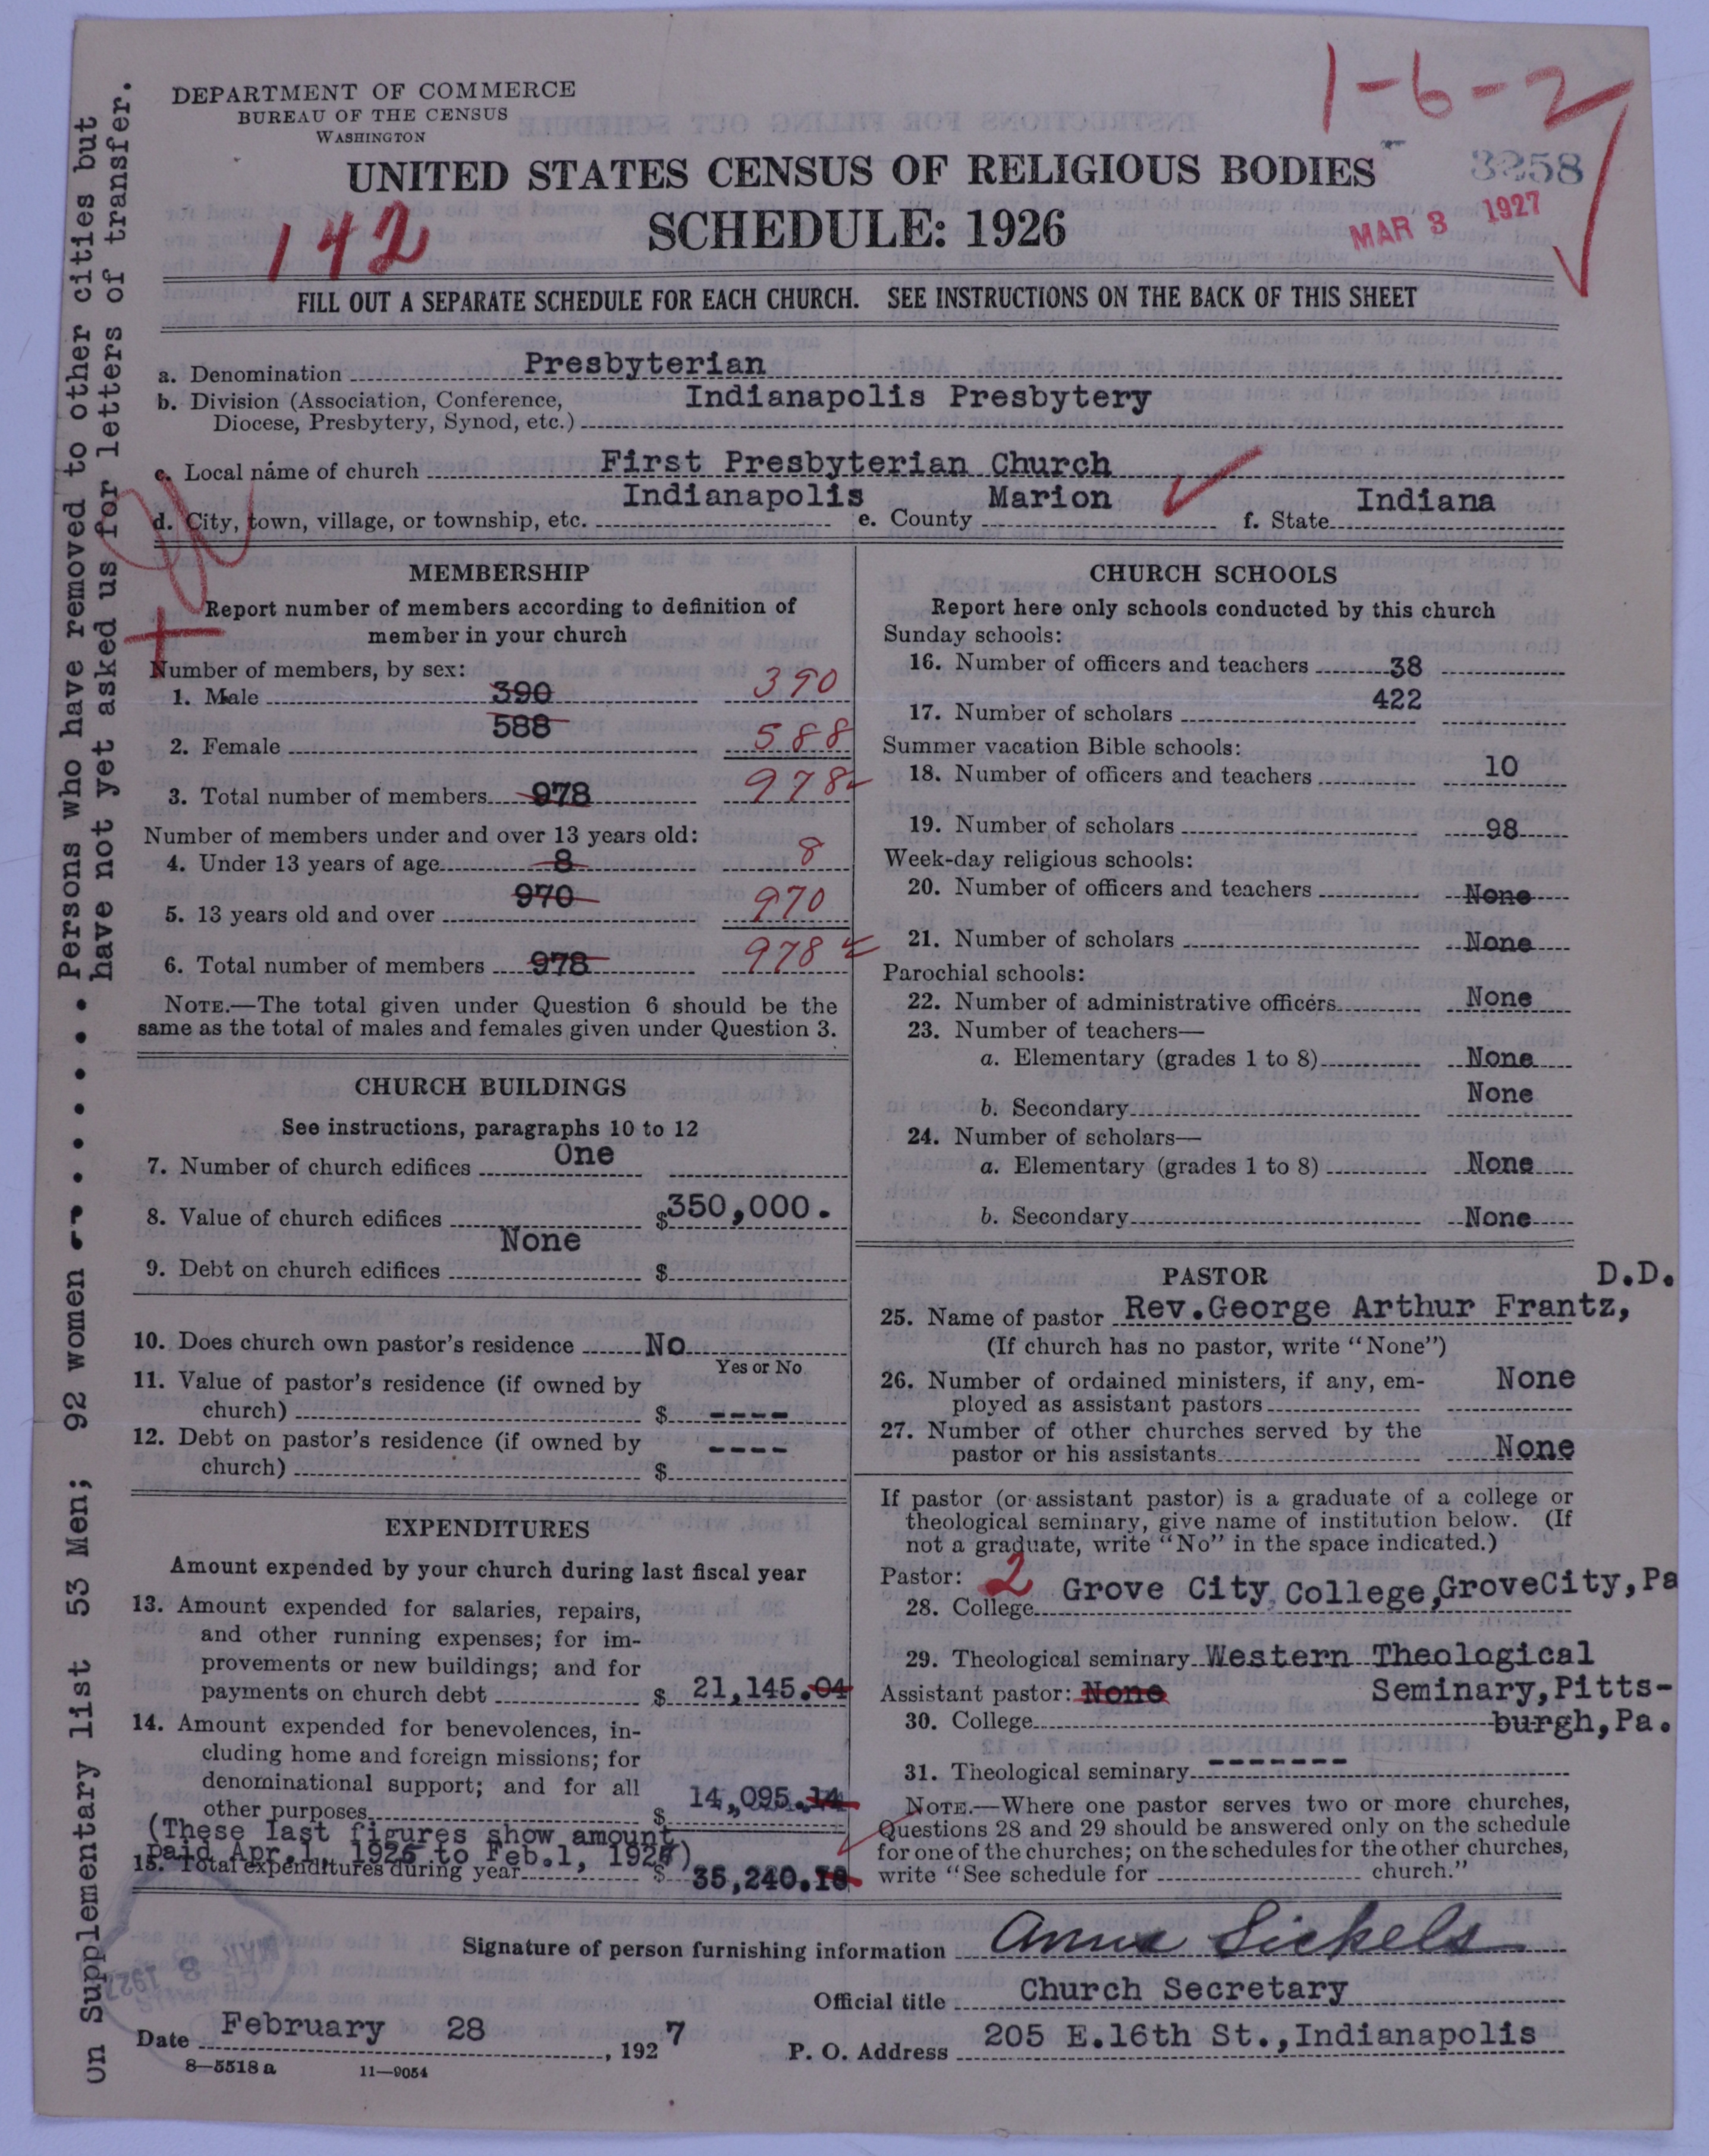 1-6-2
DEPARTMENT OF COMMERCE
BUREAU OF THE CENSUS
WASHINGTON
UNITED STATES CENSUS OF RELIGIOUS BODIES
3258
142
SCHEDULE: 1926
MAR 3 1927
FILL OUT A SEPARATE SCHEDULE FOR EACH CHURCH. SEE INSTRUCTIONS ON THE BACK OF THIS SHEET
a. Denomination Presbyterian
b. Division (Association, Conference, Indianapolis Presbytery
Diocese, Presbytery, Synod, etc.)
c. Local name of church First Presbyterian Church
d. City, town, village, or township, etc. Indianapolis e. County Marion f. State Indiana
MEMBERSHIP
Report number of members according to definition of
member in your church
Number of members, by sex:
1. Male 390 390
2. Female 588 588
3. Total number of members 978 978
Number of members under and over 13 years old:
4. Under 13 years of age 8 8
5. 13 years old and over 970 970
6. Total number of members 978 978
NOTE.—The total given under Question 6 should be the
same as the total of males and females given under Question 3.
CHURCH BUILDINGS
See instructions, paragraphs 10 to 12
7. Number of church edifices One
8. Value of church edifices $350,000.
9. Debt on church edifices None $
10. Does church own pastor's residence No
Yes or No
11. Value of pastor's residence (if owned by
church) $ ----
12. Debt on pastor's residence (if owned by
church) $ ----
EXPENDITURES
Amount expended by your church during last fiscal year
13. Amount expended for salaries, repairs,
and other running expenses; for im-
provements or new buildings; and for
payments on church debt $ 21,145.04
14. Amount expended for benevolences, in-
cluding home and foreign missions; for
denominational support; and for all
other purposes $ 14,095.14
(These last figures show amount
Paid Apr.1, 1926 to Feb.1, 1927)
15. Total expenditures during year $ 35,240.18
CHURCH SCHOOLS
Report here only schools conducted by this church
Sunday schools:
16. Number of officers and teachers 38
17. Number of scholars 422
Summer vacation Bible schools:
18. Number of officers and teachers 10
19. Number of scholars 98
Week-day religious schools:
20. Number of officers and teachers None
21. Number of scholars None
Parochial schools:
22. Number of administrative officers None
23. Number of teachers—
a. Elementary (grades 1 to 8) None
b. Secondary None
24. Number of scholars—
a. Elementary (grades 1 to 8) None
b. Secondary None
PASTOR
25. Name of pastor Rev.George Arthur Frantz, D.D.
(If church has no pastor, write "None")
26. Number of ordained ministers, if any, em-
ployed as assistant pastors None
27. Number of other churches served by the
pastor or his assistants None
If pastor (or assistant pastor) is a graduate of a college or
theological seminary, give name of institution below. (If
not a graduate, write "No" in the space indicated.)
Pastor: 2
28. College Grove City College,GroveCity,Pa
29. Theological seminary Western Theological
Assistant pastor: None Seminary,Pitts-
30. College burgh,Pa.
31. Theological seminary -------
NOTE.—Where one pastor serves two or more churches,
Questions 28 and 29 should be answered only on the schedule
for one of the churches; on the schedules for the other churches,
write "See schedule for church."
Signature of person furnishing information Anna Sickels
Official title Church Secretary
Date February 28, 1927
P. O. Address 205 E.16th St.,Indianapolis
8—5518 a 11—9054
On Supplementary list 53 Men; 92 women -- . . . . . . . Persons who have removed to other cities but
have not yet asked us for letters of transfer.